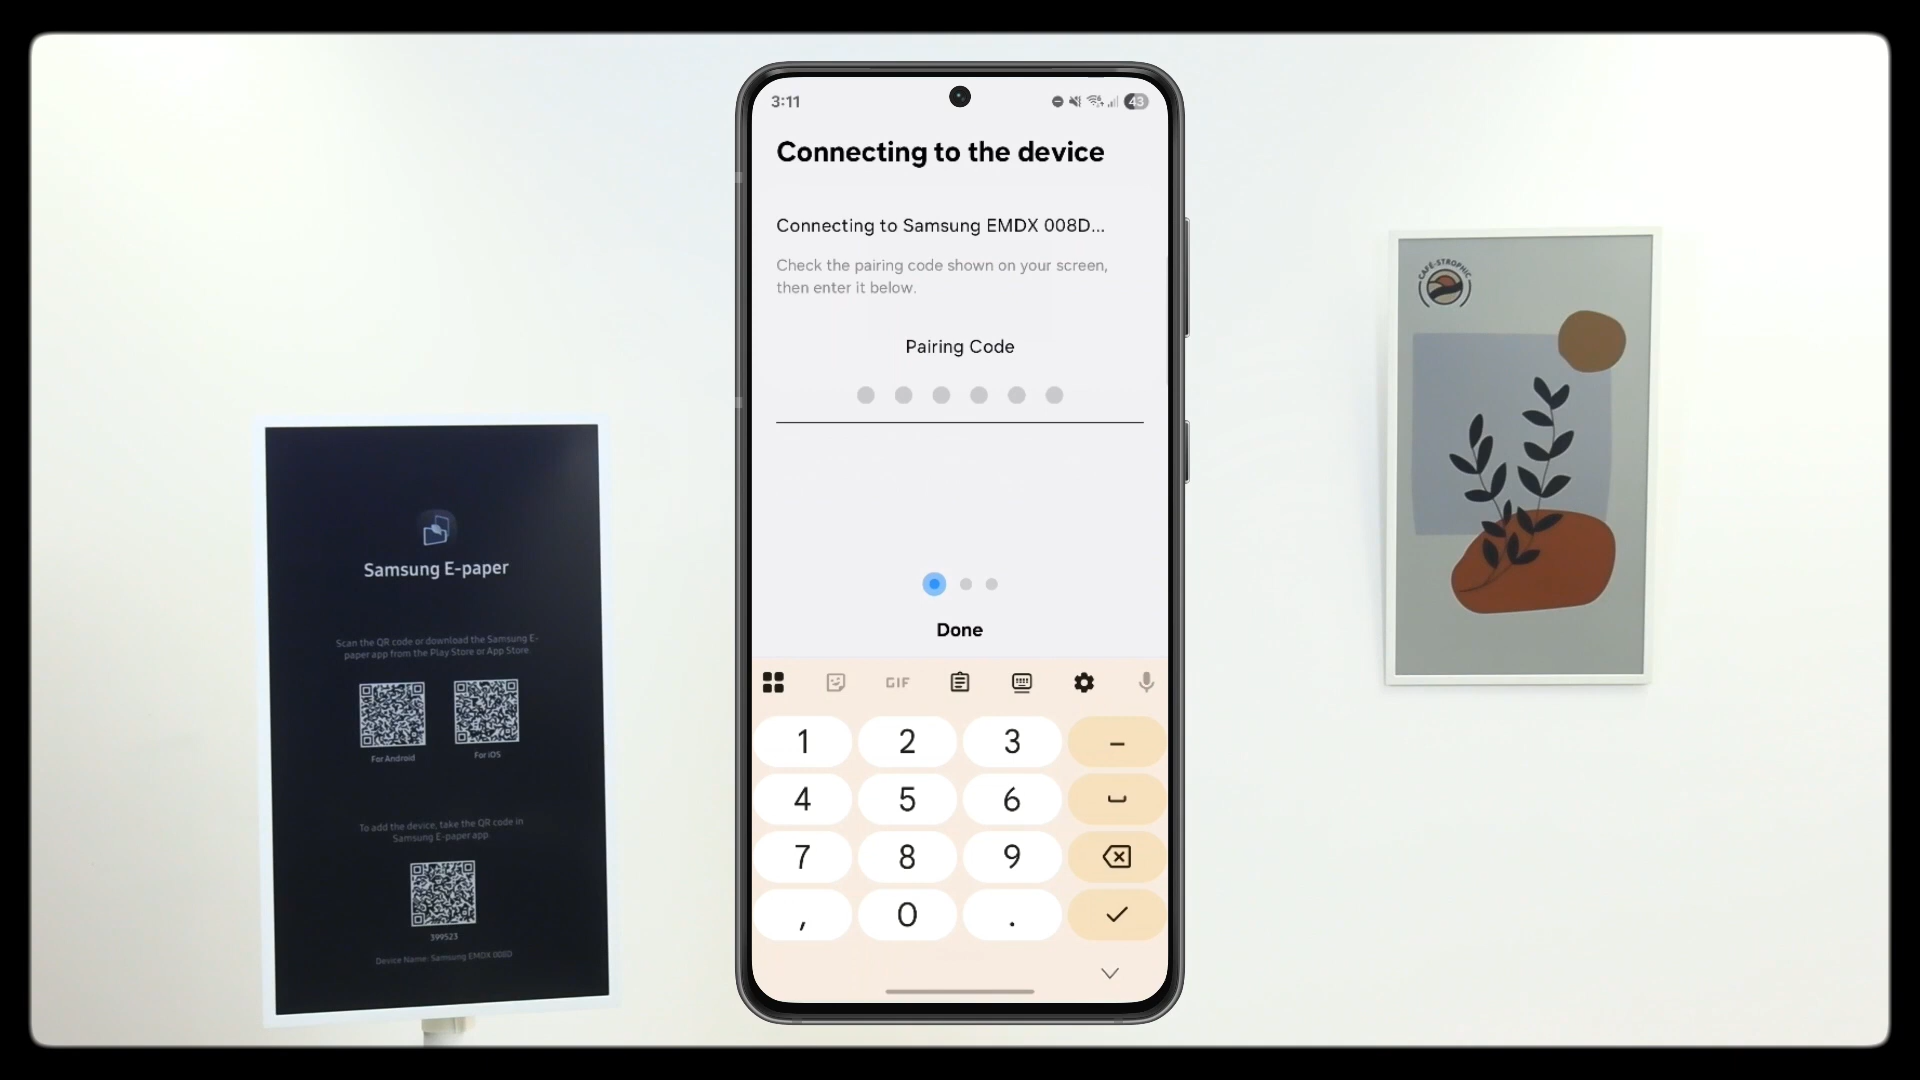 3:11
43
Connecting to the device
Connecting to Samsung EMDX 008D...
Check the pairing code shown on your screen,
then enter it below.
Pairing Code
Done
GIF
1 2 3 –
4 5 6
7 8 9
, 0 .
Samsung E-paper
Scan the QR code or download the Samsung E-
paper app from the Play Store or App Store.
For Android
For iOS
To add the device, take the QR code in
Samsung E-paper app.
399523
Device Name: Samsung EMDX 008D
CAFE-STROPHIC